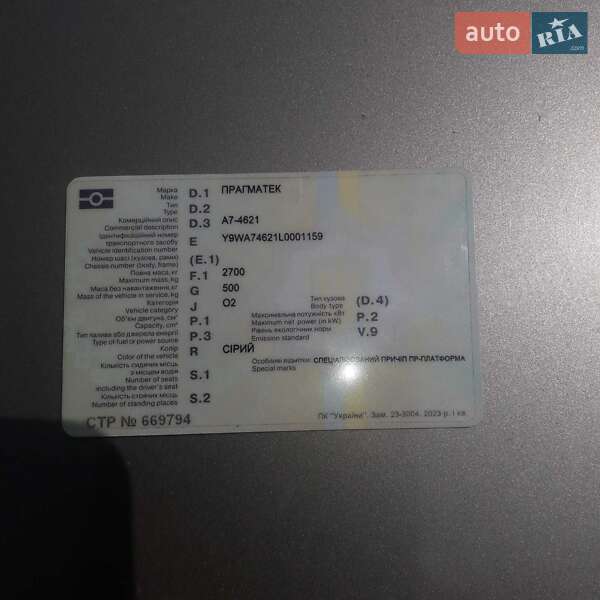 auto RIA .com
Марка
Make
D.1 ПРАГМАТЕК
Тип
Type
D.2
Комерційний опис
Commercial description
D.3 A7-4621
Ідентифікаційний номер
транспортного засобу
Vehicle identification number
E Y9WA74621L0001159
Номер шасі (кузова, рами)
Chassis number (body, frame)
(E.1)
Повна маса, кг
Maximum mass, kg
F.1 2700
Маса без навантаження, кг
Mass of the vehicle in service, kg
G 500
Категорія
Vehicle category
J O2
Тип кузова
Body type
(D.4)
Об'єм двигуна, см³
Capacity, cm³
P.1
Максимальна потужність кВт
Maximum net power (in kW)
P.2
Тип палива або джерела енергії
Type of fuel or power source
P.3
Рівні екологічних норм
Emission standard
V.9
Колір
Color of the vehicle
R СІРИЙ
Особливі відмітки: СПЕЦІАЛІЗОВАНИЙ ПРИЧІП ПР-ПЛАТФОРМА
Special marks
Кількість сидячих місць
з місцем водія
Number of seats
including the driver's seat
S.1
Кількість стоячих місць
Number of standing places
S.2
СТР № 669794
ПК "Україна". Зам. 23-3004. 2023 р. І кв.